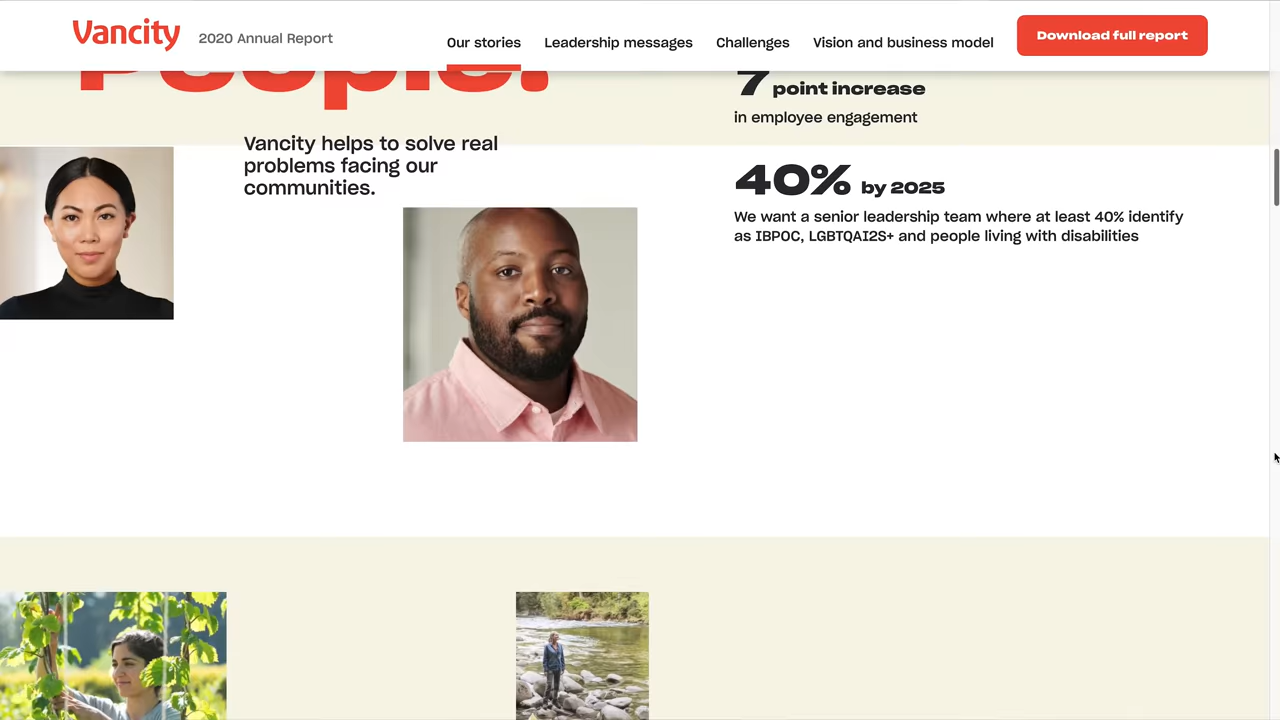 Vancity
2020 Annual Report
Our stories
Leadership messages
Challenges
Vision and business model
Download full report
People.
7 point increase
in employee engagement
Vancity helps to solve real
problems facing our
communities.
40% by 2025
We want a senior leadership team where at least 40% identify
as IBPOC, LGBTQAI2S+ and people living with disabilities